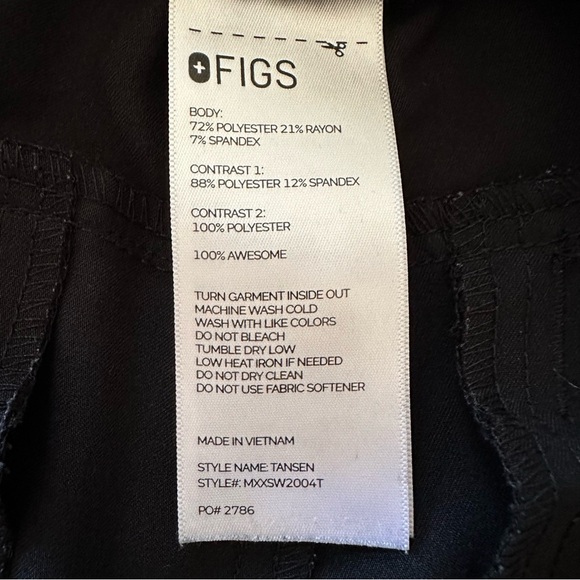 FIGS
BODY:
72% POLYESTER 21% RAYON
7% SPANDEX
CONTRAST 1:
88% POLYESTER 12% SPANDEX
CONTRAST 2:
100% POLYESTER
100% AWESOME
TURN GARMENT INSIDE OUT
MACHINE WASH COLD
WASH WITH LIKE COLORS
DO NOT BLEACH
TUMBLE DRY LOW
LOW HEAT IRON IF NEEDED
DO NOT DRY CLEAN
DO NOT USE FABRIC SOFTENER
MADE IN VIETNAM
STYLE NAME: TANSEN
STYLE#: MXXSW2004T
PO# 2786